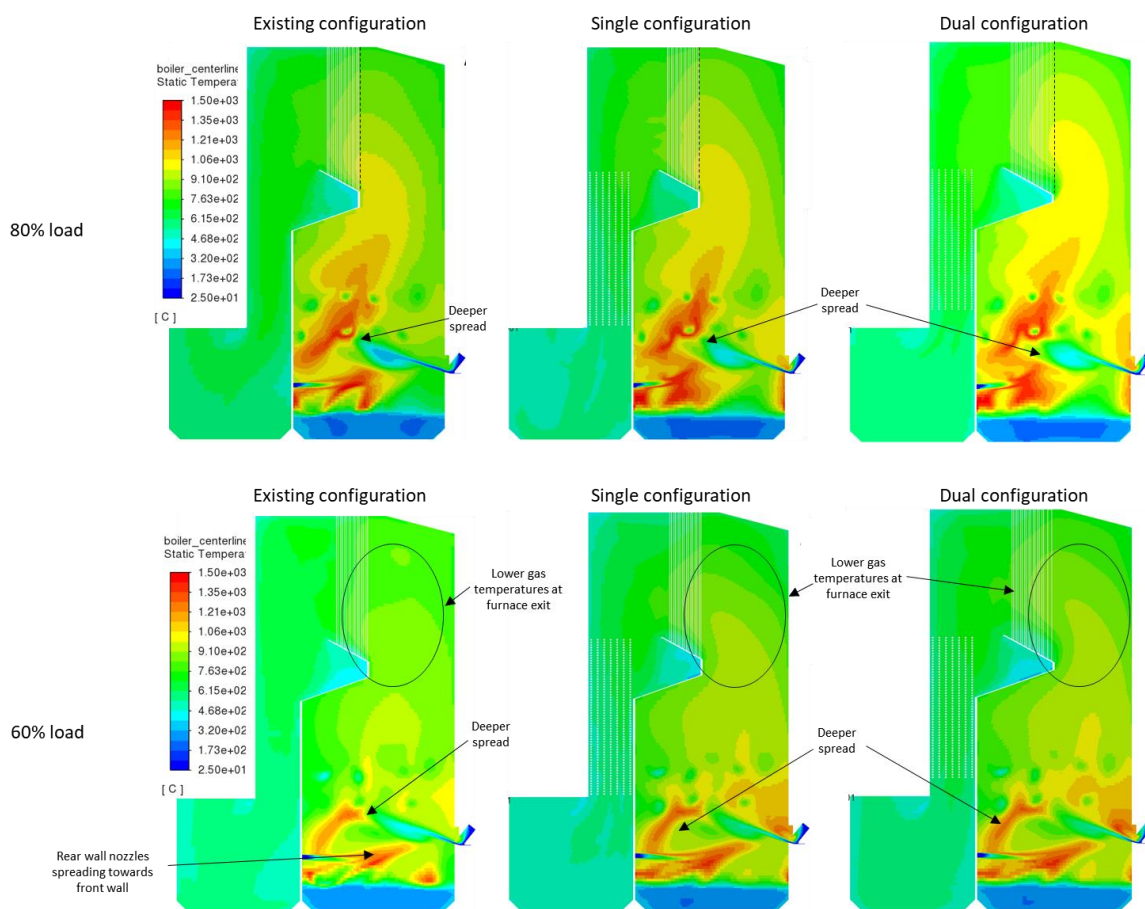 Existing configuration
Single configuration
Dual configuration
boiler_centerline
Static Tempera
1.50e+03
1.35e+03
1.21e+03
1.06e+03
9.10e+02
7.63e+02
6.15e+02
4.68e+02
3.20e+02
1.73e+02
2.50e+01
[ C ]
80% load
Deeper
spread
Deeper
spread
Existing configuration
Single configuration
Dual configuration
boiler_centerline
Static Tempera
1.50e+03
1.35e+03
1.21e+03
1.06e+03
9.10e+02
7.63e+02
6.15e+02
4.68e+02
3.20e+02
1.73e+02
2.50e+01
[ C ]
Lower gas
temperatures at
furnace exit
Lower gas
temperatures at
furnace exit
60% load
Deeper
spread
Deeper
spread
Rear wall nozzles
spreading towards
front wall